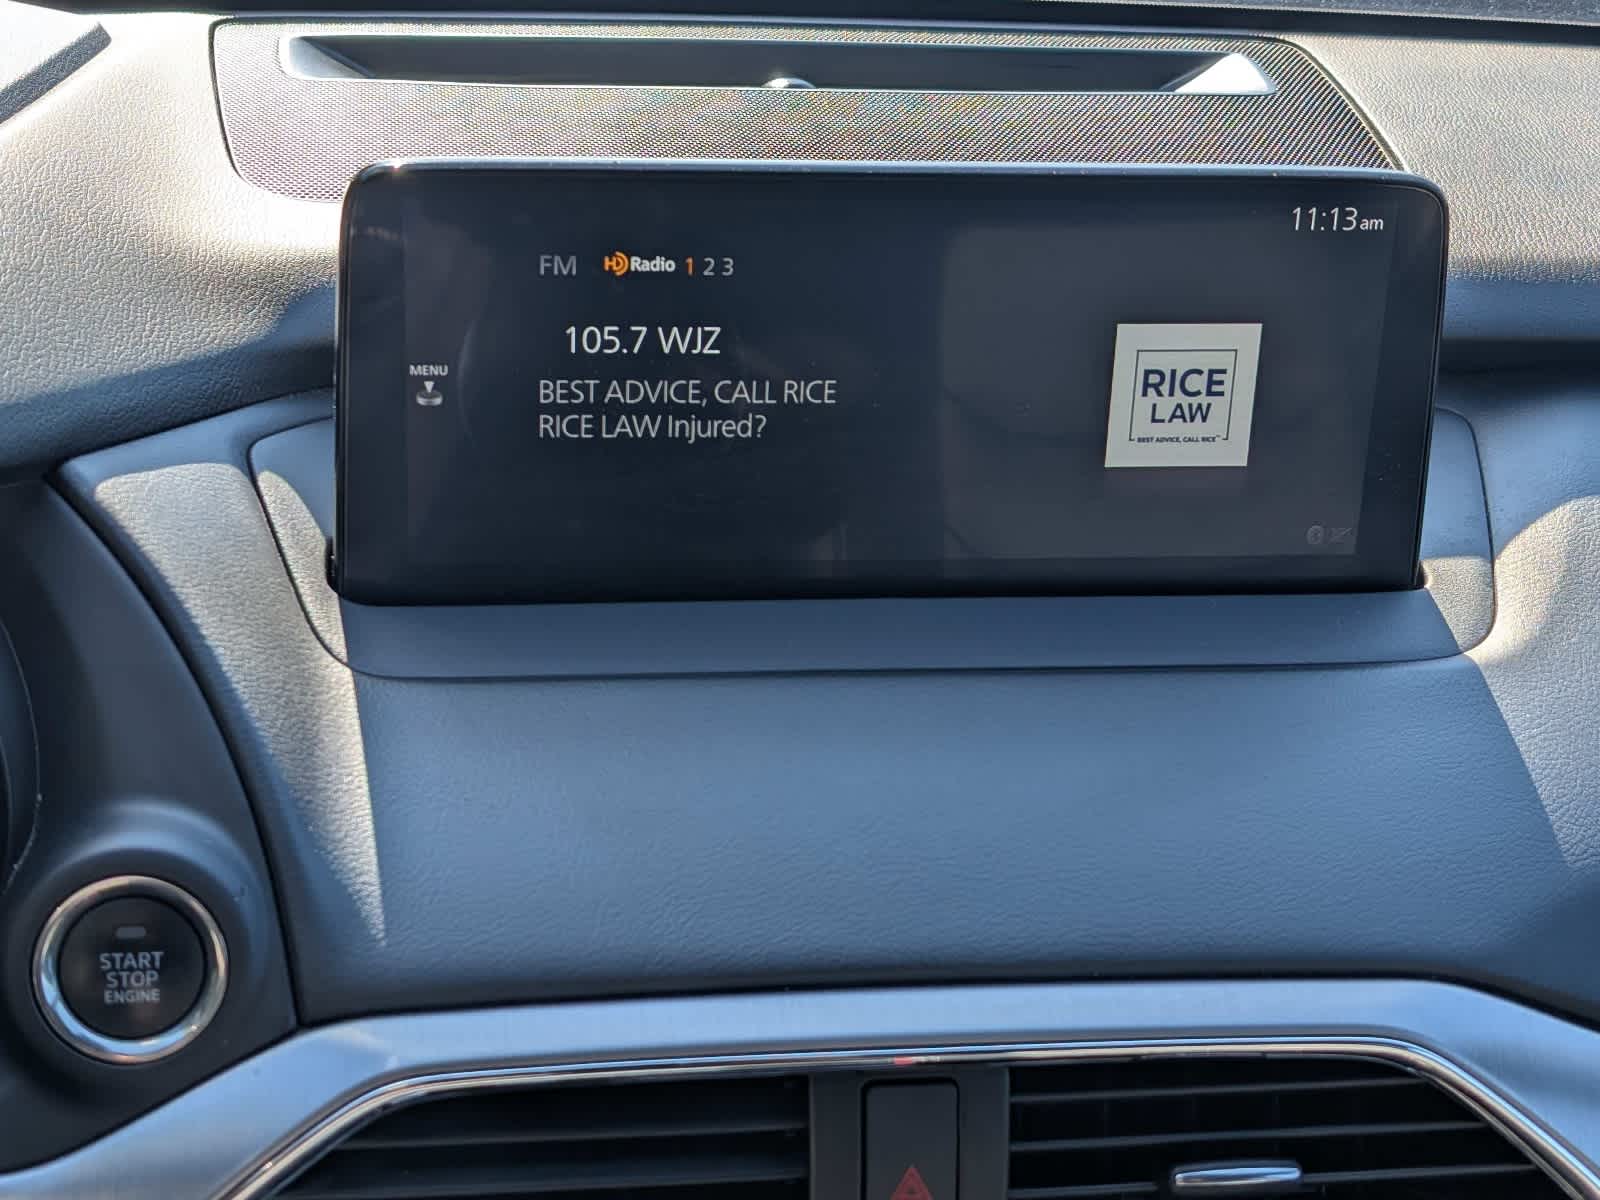 11:13am
FM HD Radio 1 2 3
105.7 WJZ
MENU
BEST ADVICE, CALL RICE
RICE LAW Injured?
RICE
LAW
BEST ADVICE, CALL RICE™
START
STOP
ENGINE